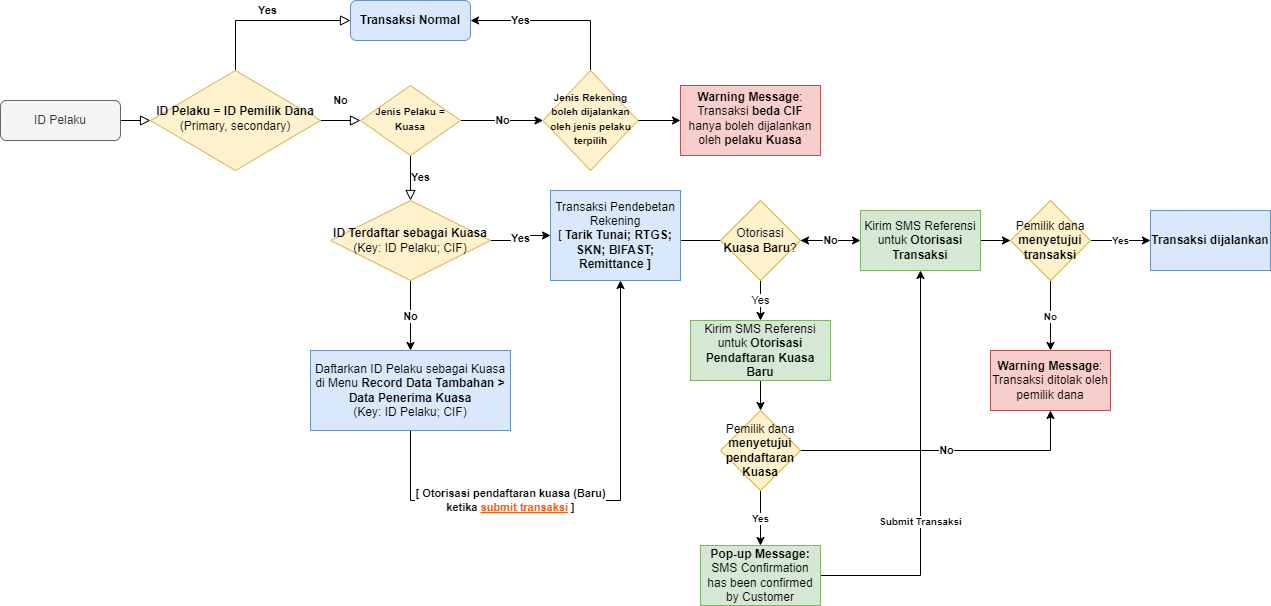 Yes
Transaksi Normal
Yes
ID Pelaku
ID Pelaku = ID Pemilik Dana
(Primary, secondary)
No
Jenis Pelaku =
Kuasa
No
Jenis Rekening
boleh dijalankan
oleh jenis pelaku
terpilih
Warning Message:
Transaksi beda CIF
hanya boleh dijalankan
oleh pelaku Kuasa
Yes
ID Terdaftar sebagai Kuasa
(Key: ID Pelaku; CIF)
Yes
Transaksi Pendebetan
Rekening
[ Tarik Tunai; RTGS;
SKN; BIFAST;
Remittance ]
Otorisasi
Kuasa Baru?
No
Kirim SMS Referensi
untuk Otorisasi
Transaksi
Pemilik dana
menyetujui
transaksi
Yes
Transaksi dijalankan
No
Yes
No
Daftarkan ID Pelaku sebagai Kuasa
di Menu Record Data Tambahan >
Data Penerima Kuasa
(Key: ID Pelaku; CIF)
Kirim SMS Referensi
untuk Otorisasi
Pendaftaran Kuasa
Baru
Warning Message:
Transaksi ditolak oleh
pemilik dana
Pemilik dana
menyetujui
pendaftaran
Kuasa
No
[ Otorisasi pendaftaran kuasa (Baru)
ketika submit transaksi ]
Yes
Submit Transaksi
Pop-up Message:
SMS Confirmation
has been confirmed
by Customer